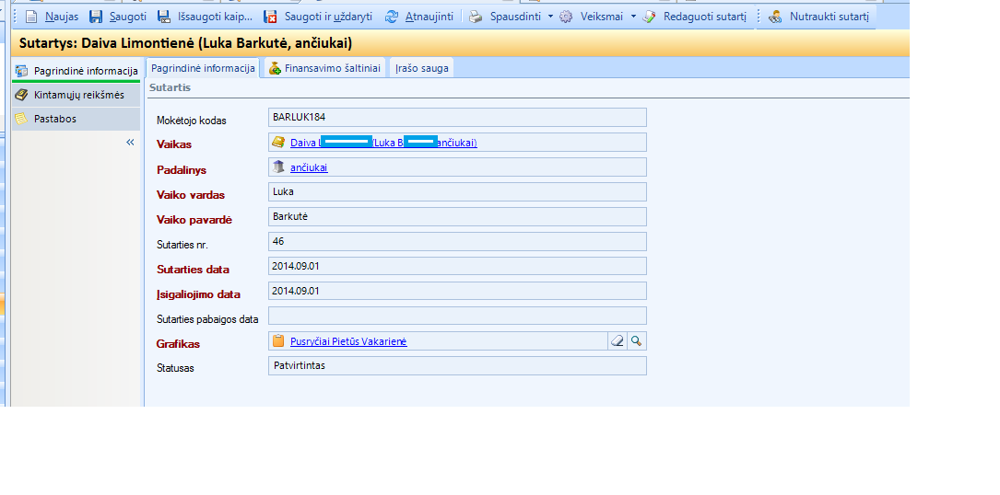 Naujas Saugoti Išsaugoti kaip... Saugoti ir uždaryti Atnaujinti Spausdinti Veiksmai Redaguoti sutartį Nutraukti sutartį
Sutartys: Daiva Limontienė (Luka Barkutė, ančiukai)
Pagrindinė informacija
Kintamųjų reikšmės
Pastabos
«
Pagrindinė informacija Finansavimo šaltiniai Įrašo sauga
Sutartis
Mokėtojo kodas BARLUK184
Vaikas Daiva L (Luka B ančiukai)
Padalinys ančiukai
Vaiko vardas Luka
Vaiko pavardė Barkutė
Sutarties nr. 46
Sutarties data 2014.09.01
Įsigaliojimo data 2014.09.01
Sutarties pabaigos data
Grafikas Pusryčiai Pietūs Vakarienė
Statusas Patvirtintas